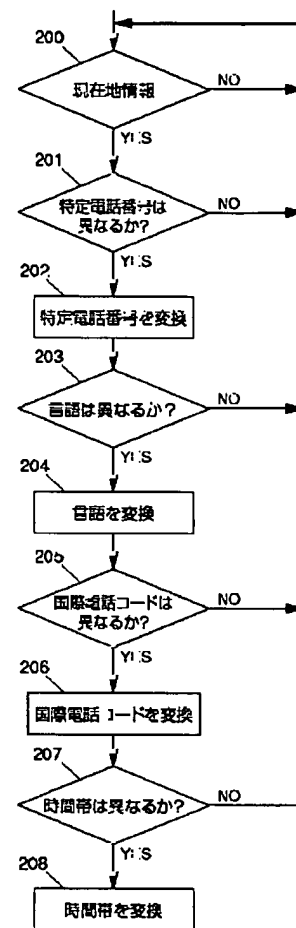 200
現在地情報
NO
YES
201
特定電話番号は
異なるか?
NO
YES
202
特定電話番号を変換
203
言語は異なるか?
NO
YES
204
言語を変換
205
国際電話コードは
異なるか?
NO
YES
206
国際電話コードを変換
207
時間帯は異なるか?
NO
YES
208
時間帯を変換